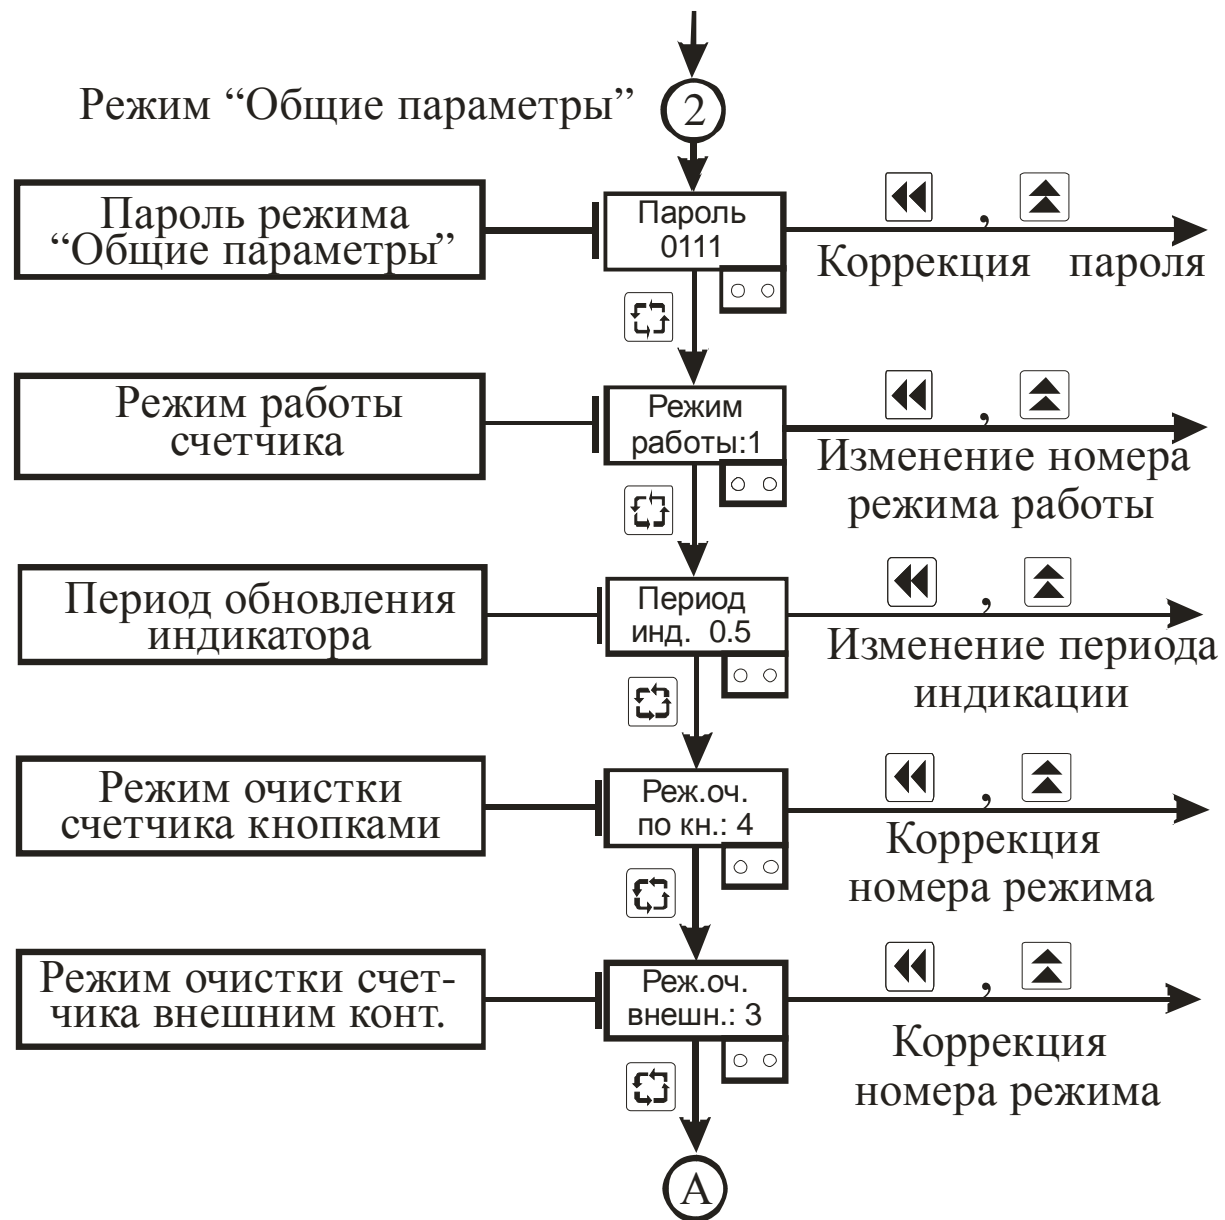 Режим “Общие параметры”
2
Пароль режима
“Общие параметры”
Пароль
0111
,
Коррекция пароля
Режим работы
счетчика
Режим
работы:1
,
Изменение номера
режима работы
Период обновления
индикатора
Период
инд. 0.5
,
Изменение периода
индикации
Режим очистки
счетчика кнопками
Реж.оч.
по кн.: 4
,
Коррекция
номера режима
Режим очистки счет-
чика внешним конт.
Реж.оч.
внешн.: 3
,
Коррекция
номера режима
А